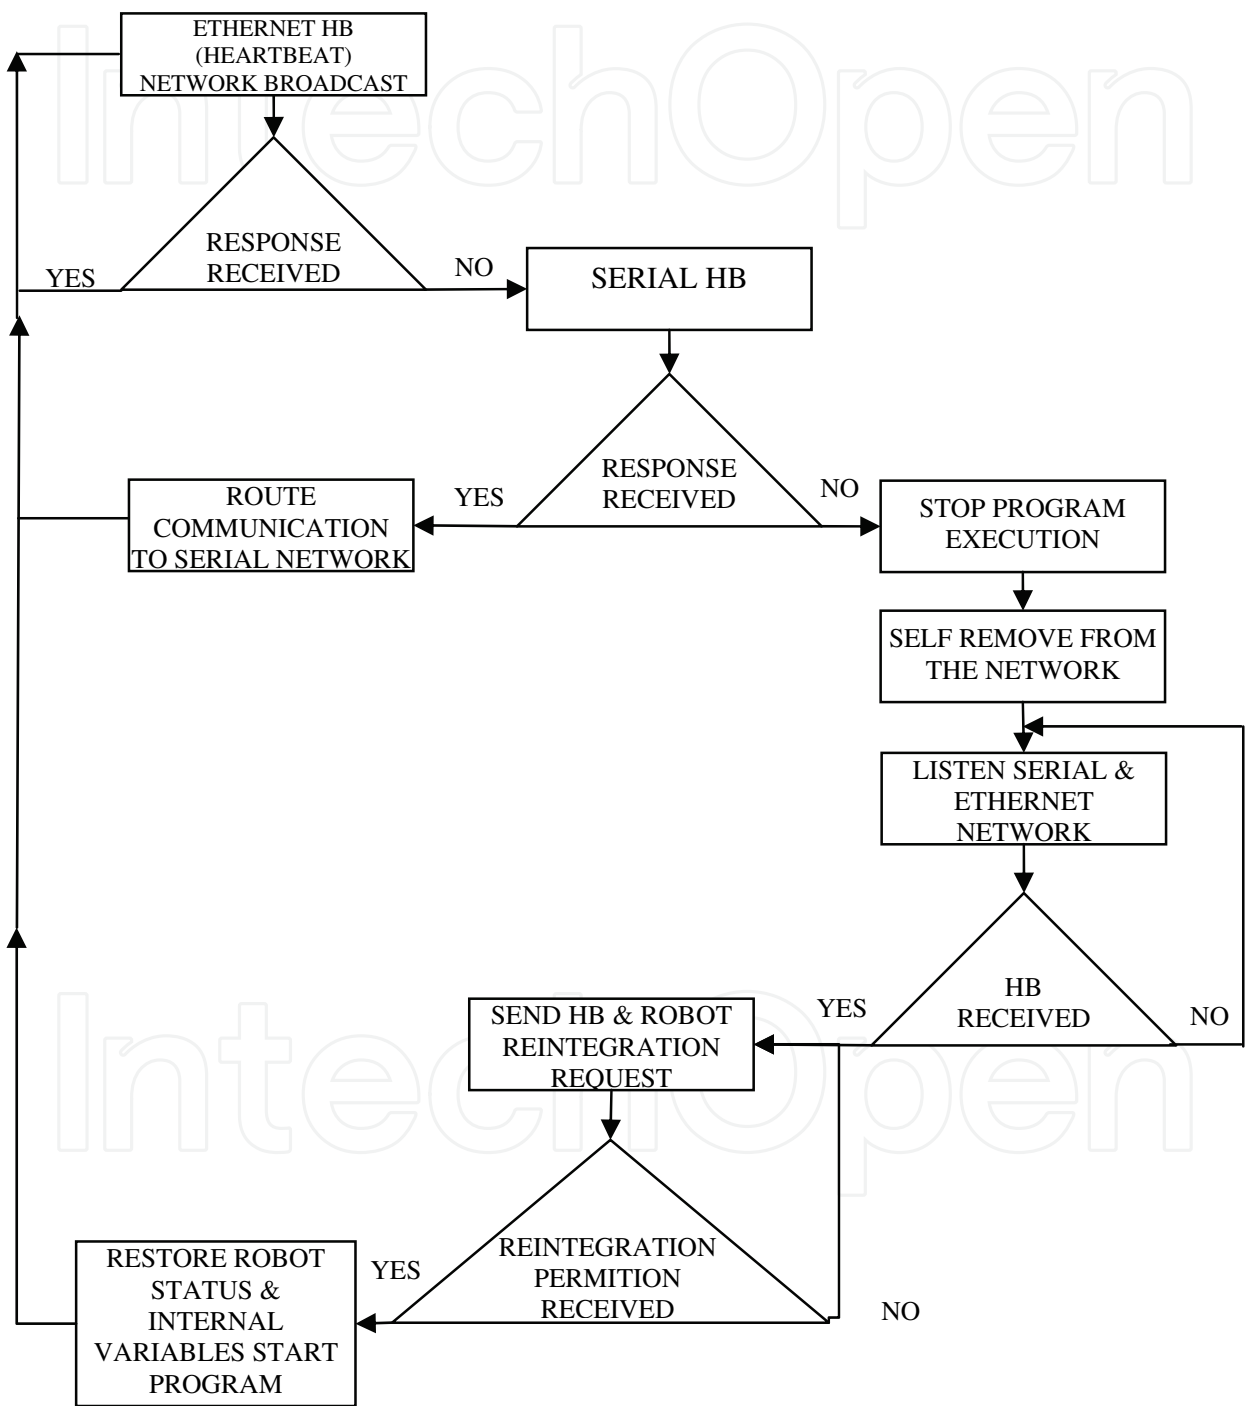 ETHERNET HB
(HEARTBEAT)
NETWORK BROADCAST
IntechOpen
RESPONSE
RECEIVED
YES
NO
SERIAL HB
RESPONSE
RECEIVED
YES
NO
ROUTE
COMMUNICATION
TO SERIAL NETWORK
STOP PROGRAM
EXECUTION
SELF REMOVE FROM
THE NETWORK
LISTEN SERIAL &
ETHERNET
NETWORK
HB
RECEIVED
YES
NO
SEND HB & ROBOT
REINTEGRATION
REQUEST
IntechOpen
REINTEGRATION
PERMITION
RECEIVED
YES
NO
RESTORE ROBOT
STATUS &
INTERNAL
VARIABLES START
PROGRAM